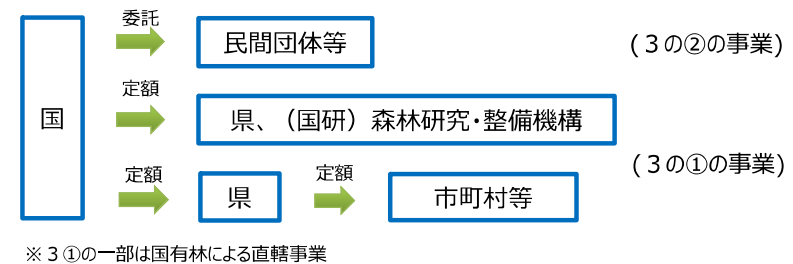 委託
民間団体等
(３の②の事業)
国
定額
県、（国研）森林研究・整備機構
(３の①の事業)
定額
県
定額
市町村等
※３①の一部は国有林による直轄事業